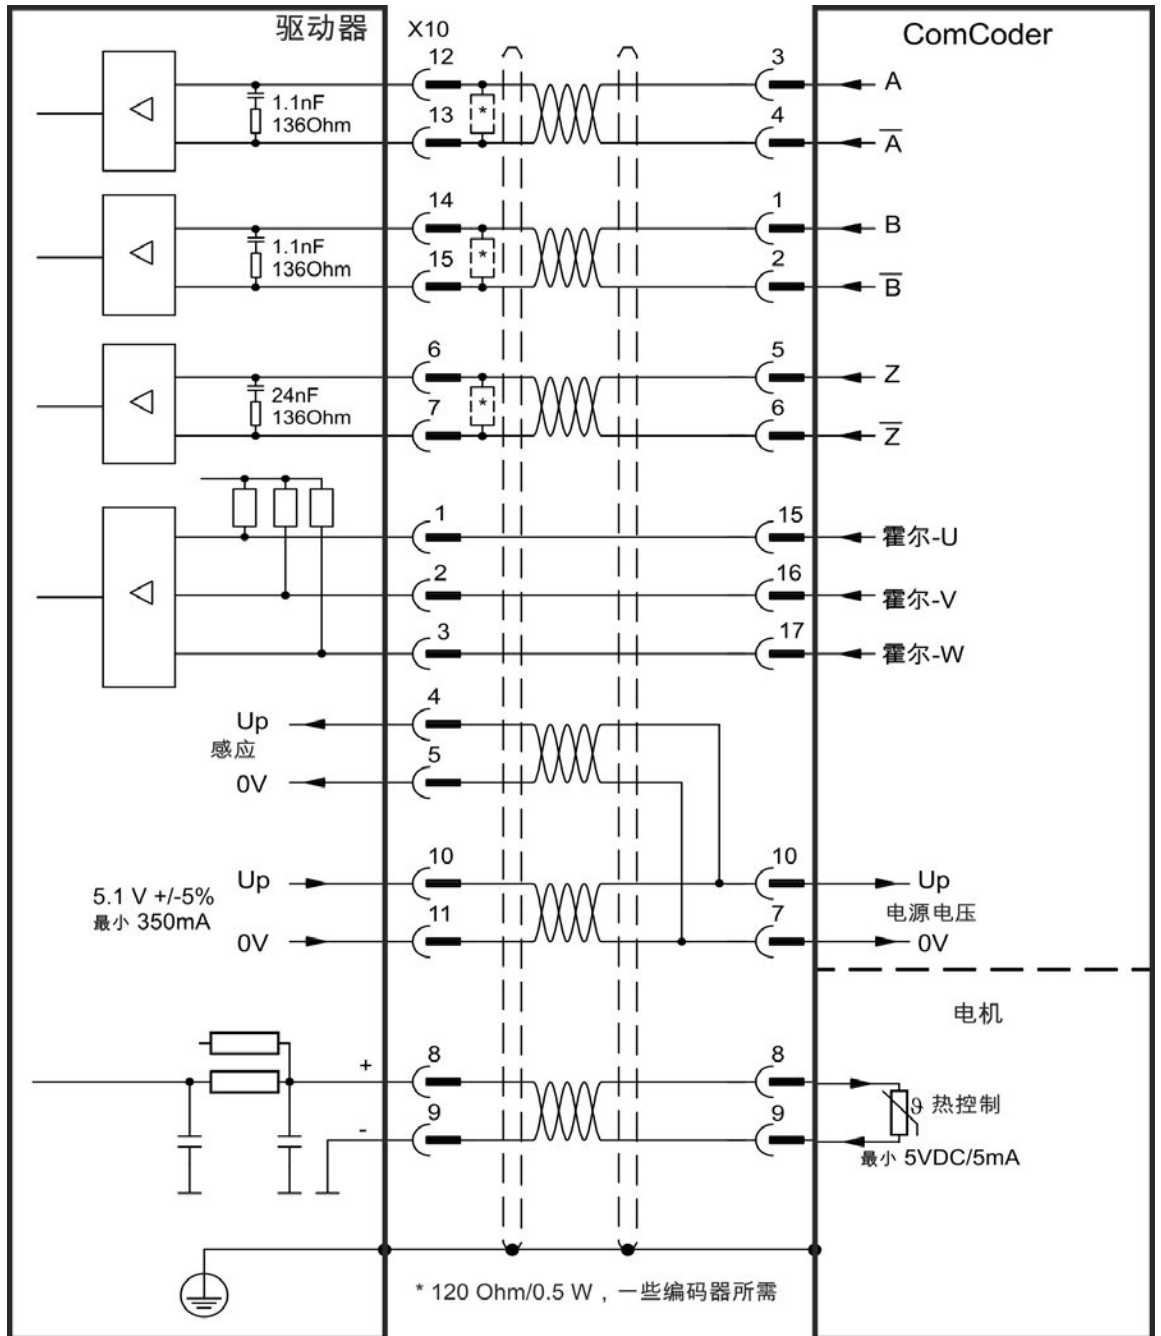 驱动器 X10 ComCoder
12 3 A
1.1nF
136Ohm
* 13 4 A̅
14 1 B
1.1nF
136Ohm
* 15 2 B̅
6 5 Z
24nF
136Ohm
* 7 6 Z̅
1 15 霍尔-U
2 16 霍尔-V
3 17 霍尔-W
Up 4
感应
0V 5
Up 10 10 Up
5.1 V +/-5%
最小 350mA
电源电压
0V 11 7 0V
电机
+ 8 8
ϑ 热控制
- 9 9
最小 5VDC/5mA
* 120 Ohm/0.5 W，一些编码器所需